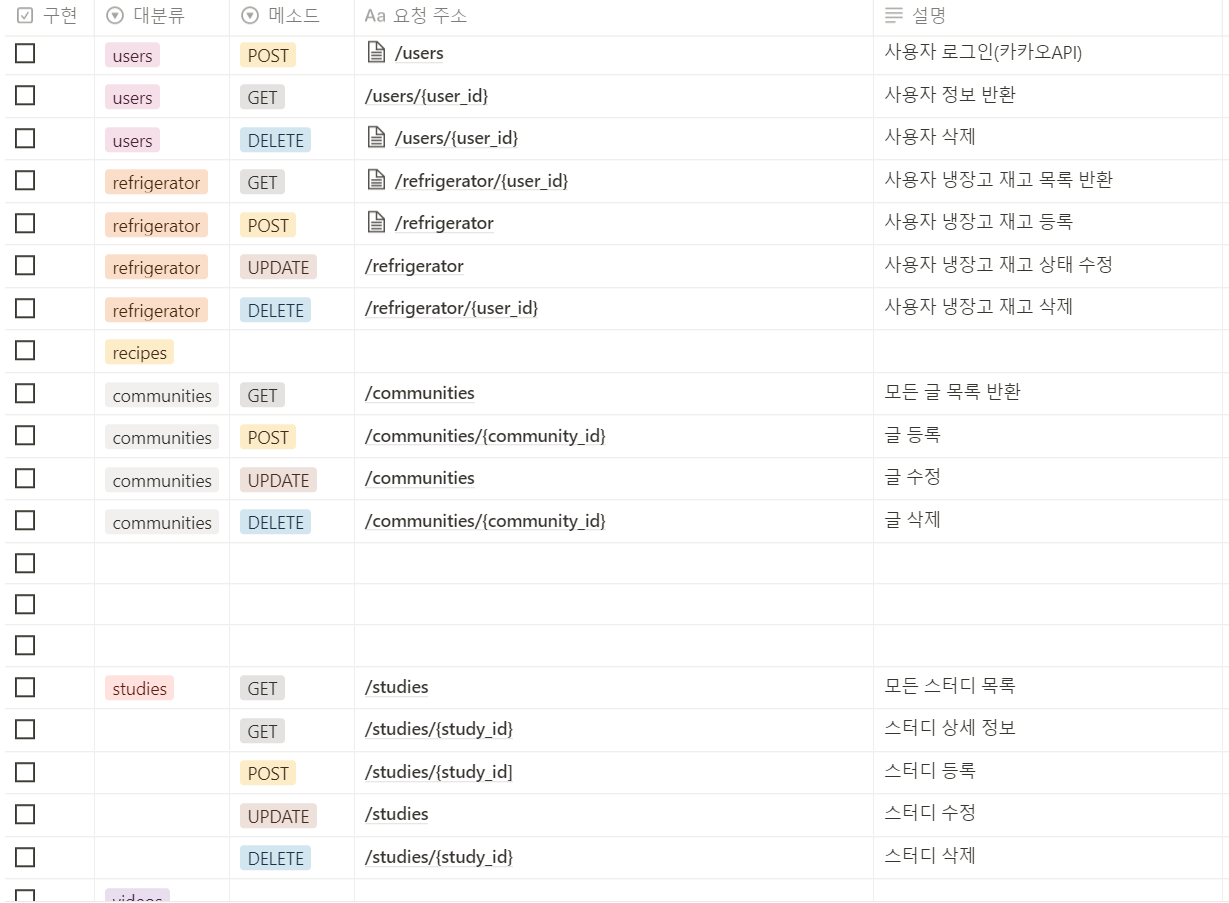 구현 대분류 메소드 Aa 요청 주소 설명
users POST /users 사용자 로그인(카카오API)
users GET /users/{user_id} 사용자 정보 반환
users DELETE /users/{user_id} 사용자 삭제
refrigerator GET /refrigerator/{user_id} 사용자 냉장고 재고 목록 반환
refrigerator POST /refrigerator 사용자 냉장고 재고 등록
refrigerator UPDATE /refrigerator 사용자 냉장고 재고 상태 수정
refrigerator DELETE /refrigerator/{user_id} 사용자 냉장고 재고 삭제
recipes
communities GET /communities 모든 글 목록 반환
communities POST /communities/{community_id} 글 등록
communities UPDATE /communities 글 수정
communities DELETE /communities/{community_id} 글 삭제
studies GET /studies 모든 스터디 목록
GET /studies/{study_id} 스터디 상세 정보
POST /studies/{study_id] 스터디 등록
UPDATE /studies 스터디 수정
DELETE /studies/{study_id} 스터디 삭제
videos